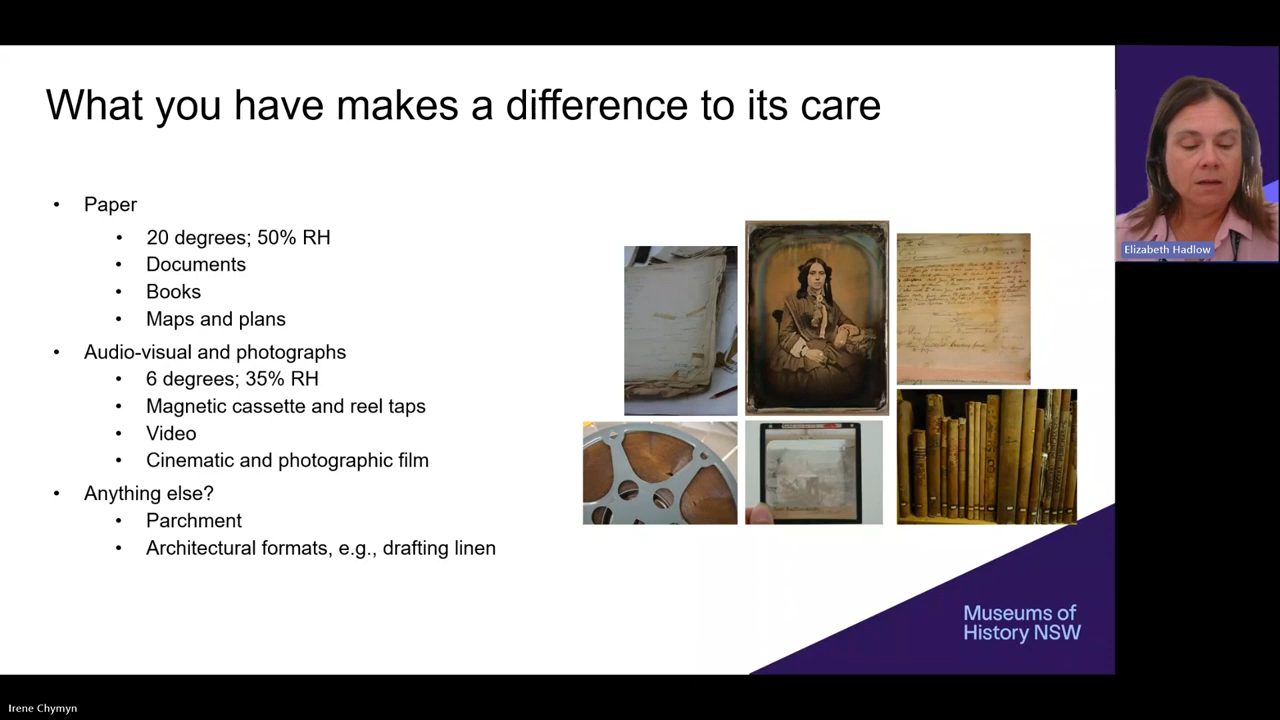 What you have makes a difference to its care
• Paper
• 20 degrees; 50% RH
• Documents
• Books
• Maps and plans
• Audio-visual and photographs
• 6 degrees; 35% RH
• Magnetic cassette and reel taps
• Video
• Cinematic and photographic film
• Anything else?
• Parchment
• Architectural formats, e.g., drafting linen
Museums of
History NSW
Elizabeth Hadlow
Irene Chymyn